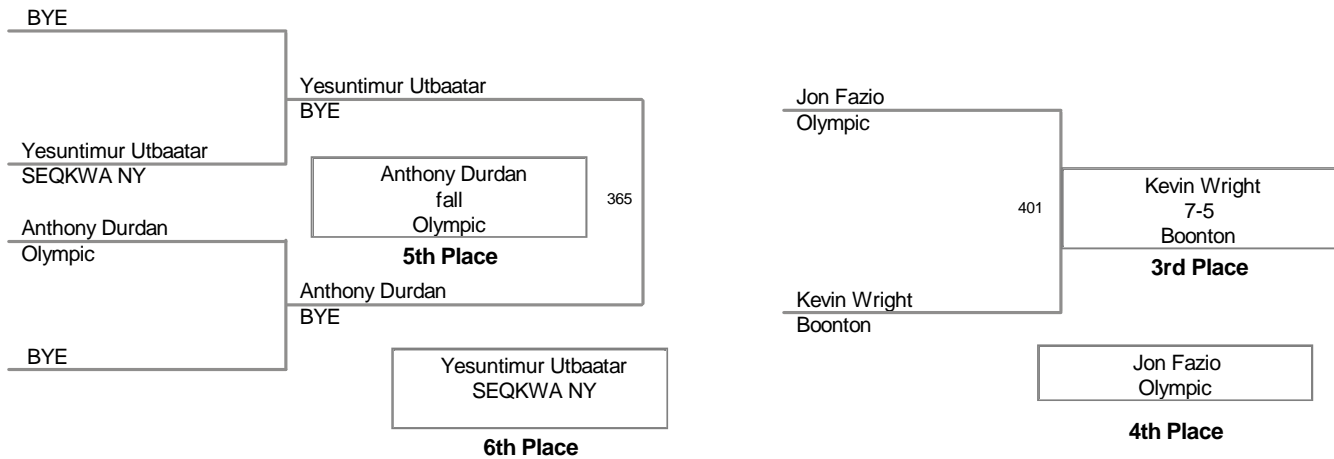 BYE
Yesuntimur Utbaatar
BYE
Yesuntimur Utbaatar
SEQKWA NY
Anthony Durdan
fall
Olympic
5th Place
365
Anthony Durdan
Olympic
Anthony Durdan
BYE
BYE
Yesuntimur Utbaatar
SEQKWA NY
6th Place
Jon Fazio
Olympic
401
Kevin Wright
7-5
Boonton
3rd Place
Kevin Wright
Boonton
Jon Fazio
Olympic
4th Place